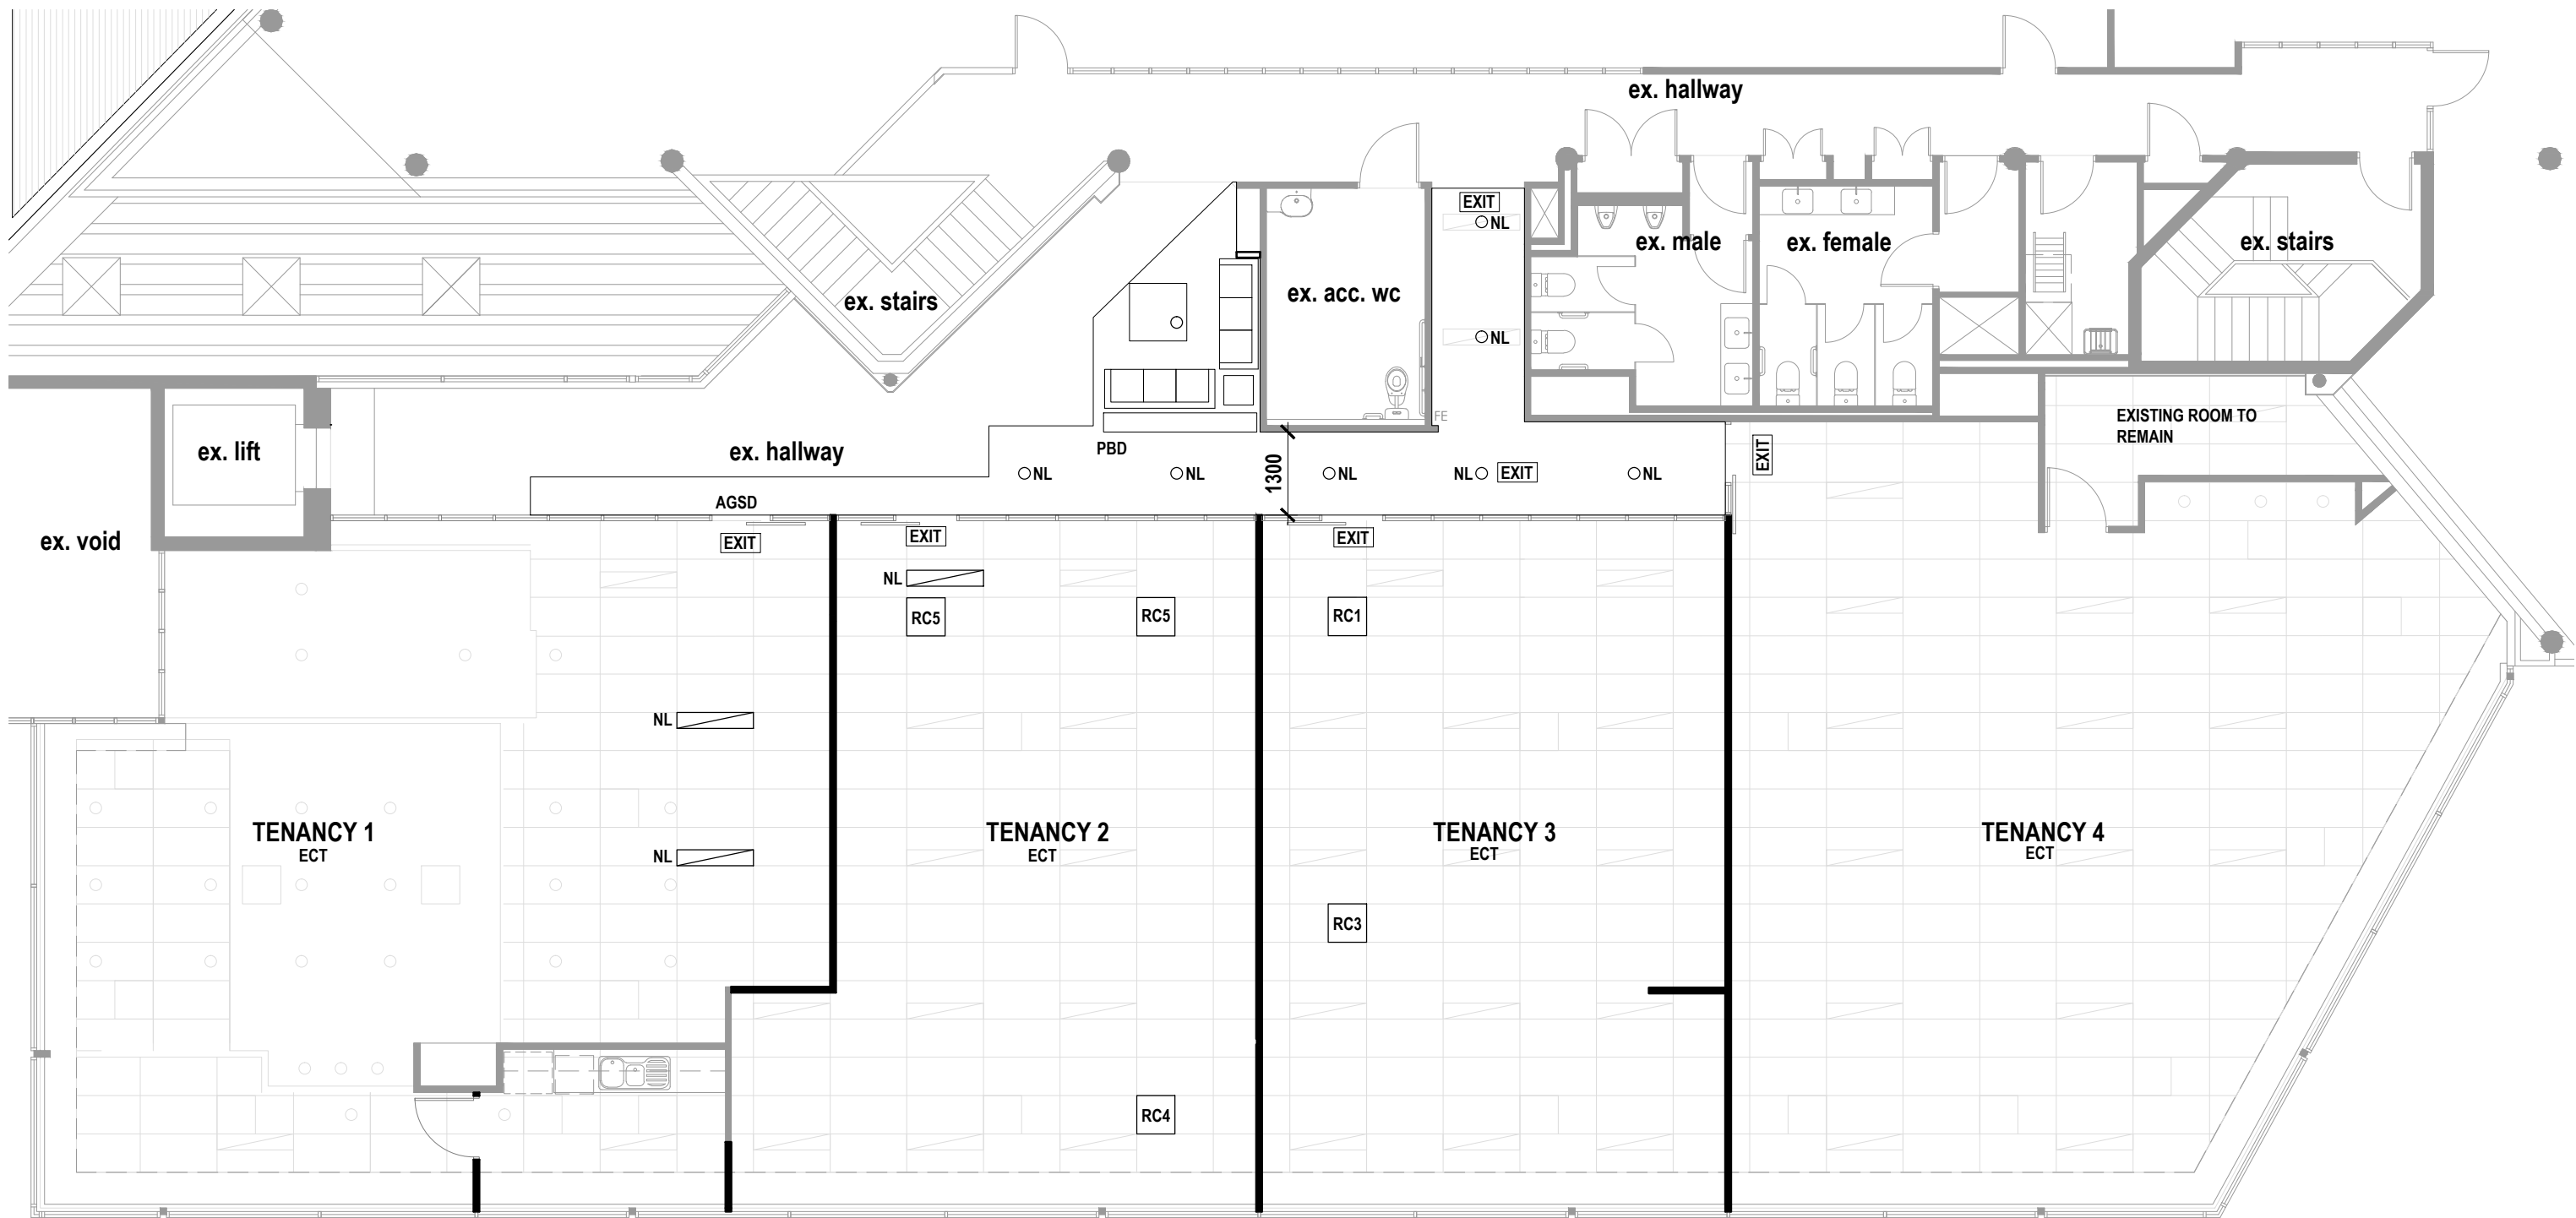 ex. hallway
EXIT
NL
ex. male
ex. female
ex. stairs
ex. acc. wc
ex. stairs
NL
FE
EXISTING ROOM TO
REMAIN
ex. lift
ex. hallway
PBD
EXIT
1300
NL
NL
NL
NL
EXIT
NL
AGSD
ex. void
EXIT
EXIT
EXIT
NL
RC5
RC5
RC1
NL
TENANCY 1
ECT
TENANCY 2
ECT
TENANCY 3
ECT
TENANCY 4
ECT
NL
RC3
RC4